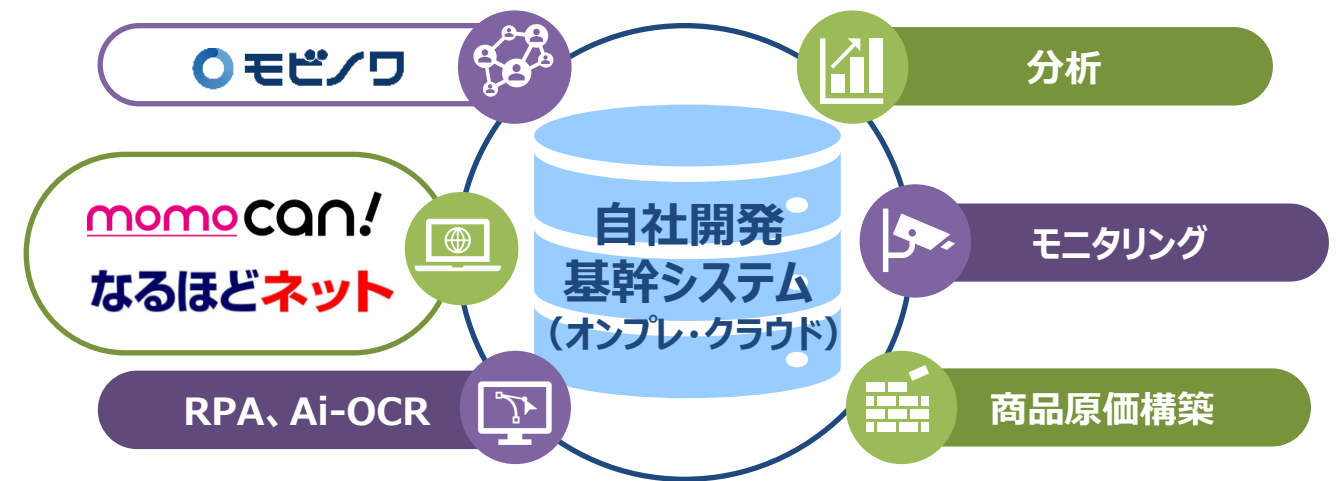 モビノワ
momocan!
なるほどネット
RPA、Ai-OCR
自社開発
基幹システム
（オンプレ・クラウド）
分析
モニタリング
商品原価構築